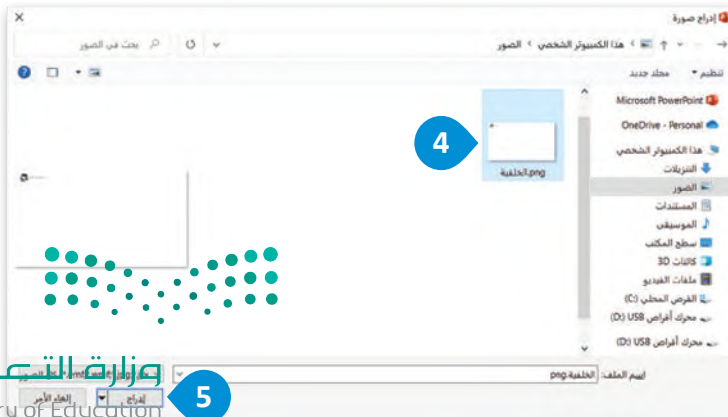 إدراج صورة
هذا الكمبيوتر الشخصي > الصور
بحث في الصور
تنظيم
مجلد جديد
Microsoft PowerPoint
OneDrive - Personal
هذا الكمبيوتر الشخصي
التنزيلات
الصور
المستندات
الموسيقى
سطح المكتب
كائنات 3D
ملفات الفيديو
القرص المحلي (C:)
محرك أقراص USB (D:)
محرك أقراص USB (D:)
4
الخلفية.png
اسم الملف:
الخلفية.png
إدراج
إلغاء الأمر
5
وزارة التع
ry of Education